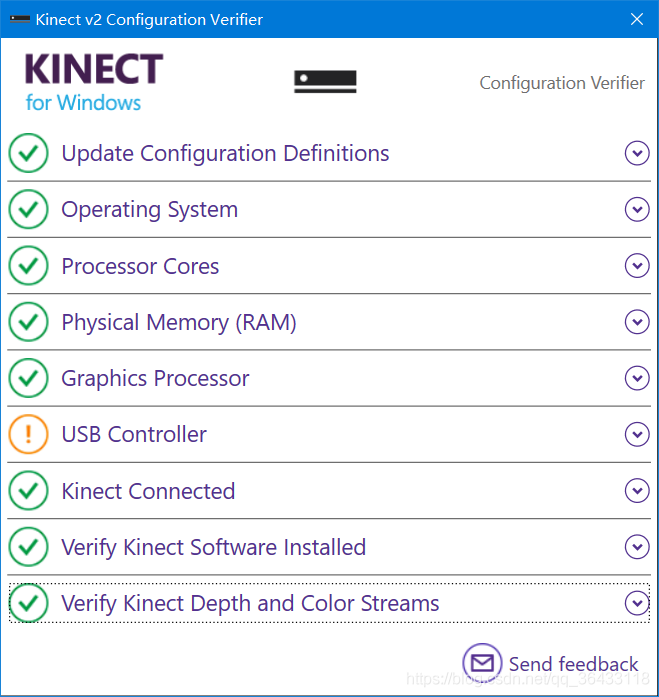 Kinect v2 Configuration Verifier
KINECT
for Windows
Configuration Verifier
Update Configuration Definitions
Operating System
Processor Cores
Physical Memory (RAM)
Graphics Processor
USB Controller
Kinect Connected
Verify Kinect Software Installed
Verify Kinect Depth and Color Streams
Send feedback
https://blog.csdn.net/qq_36433118